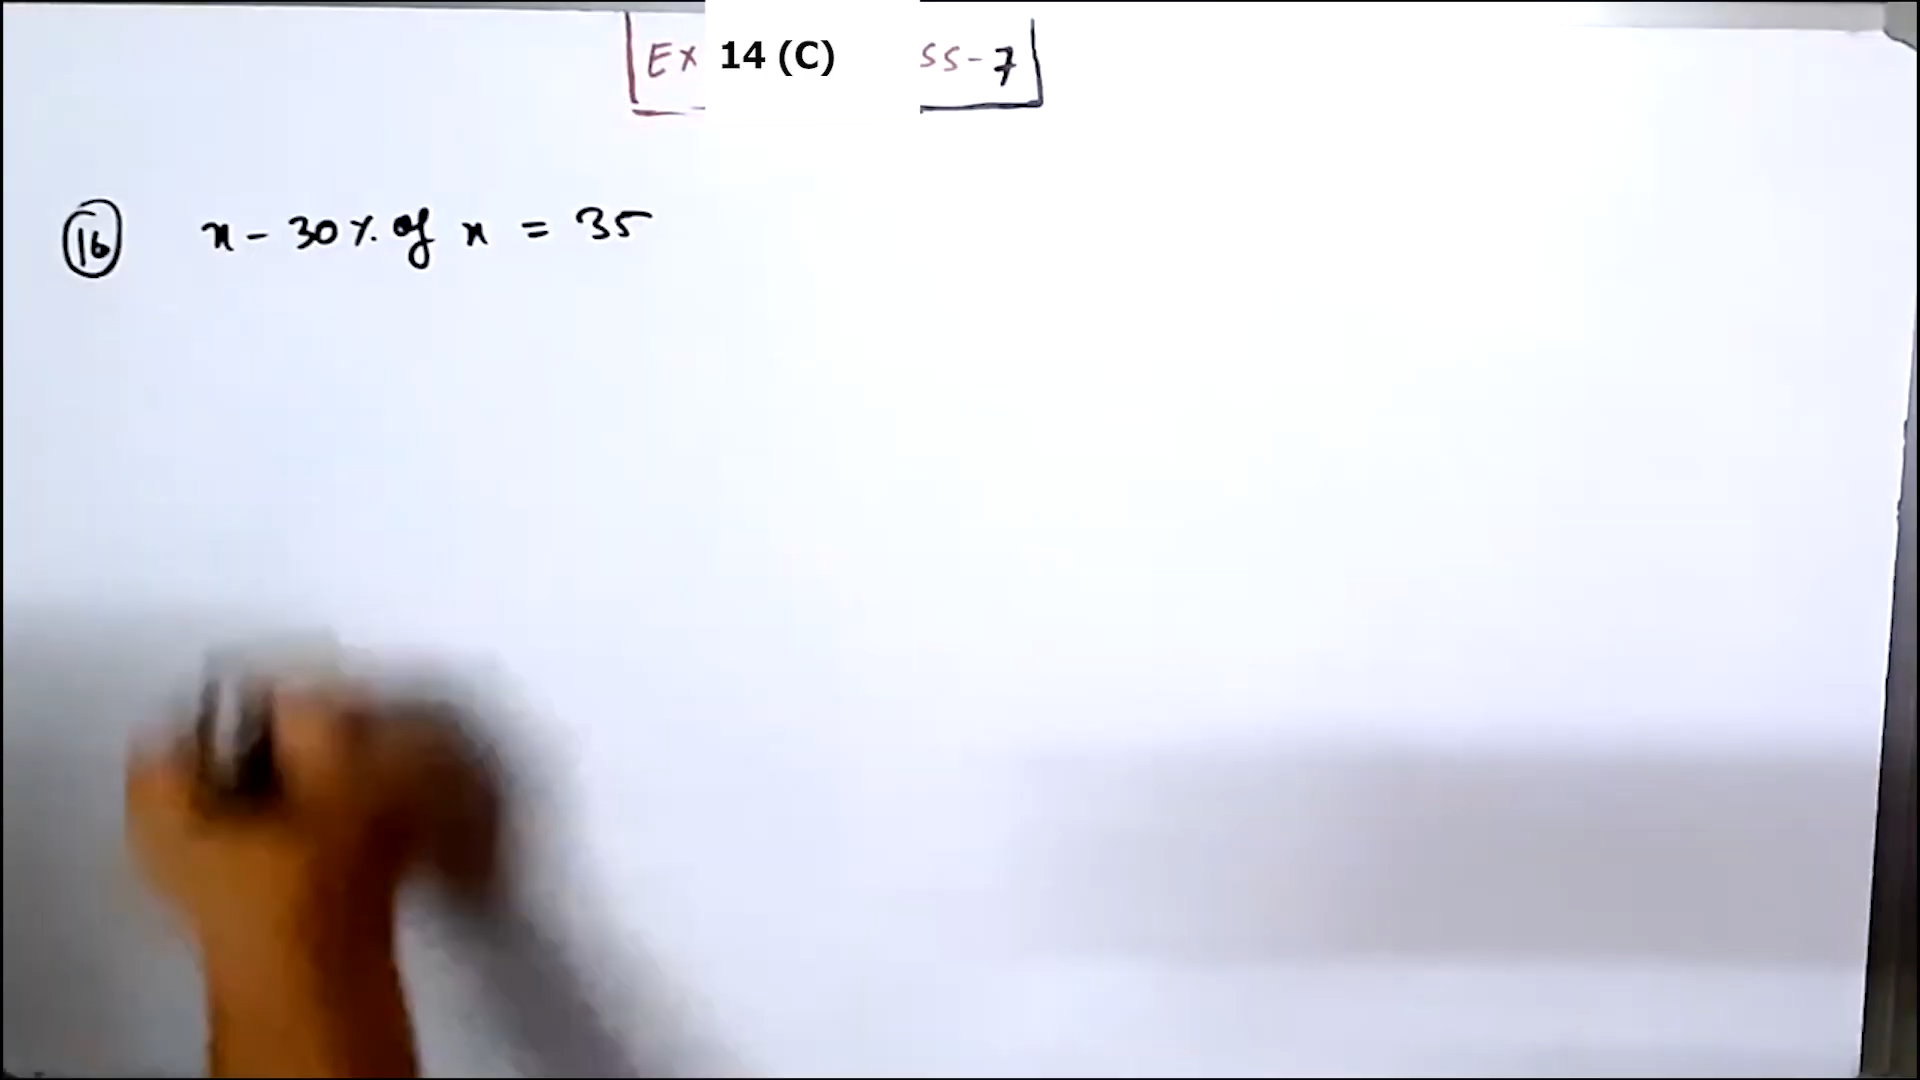 Ex 14 (C) ss-7
(16) x - 30% of x = 35